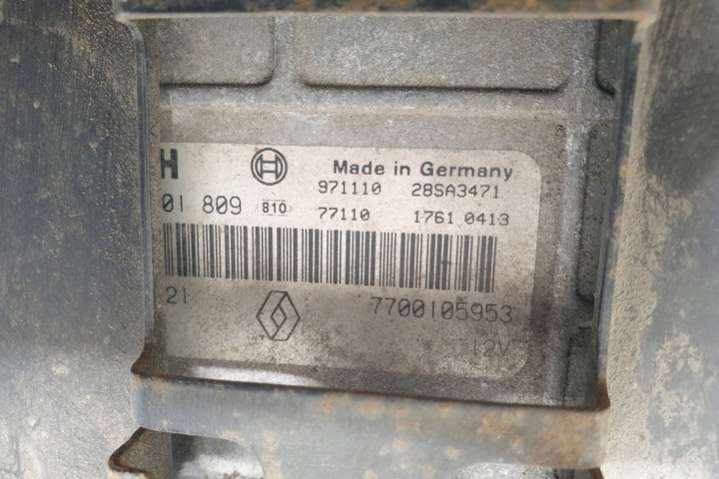 H Made in Germany
971110 28SA3471
01 809 810 77110 1761 0413
21 7700105953
12V